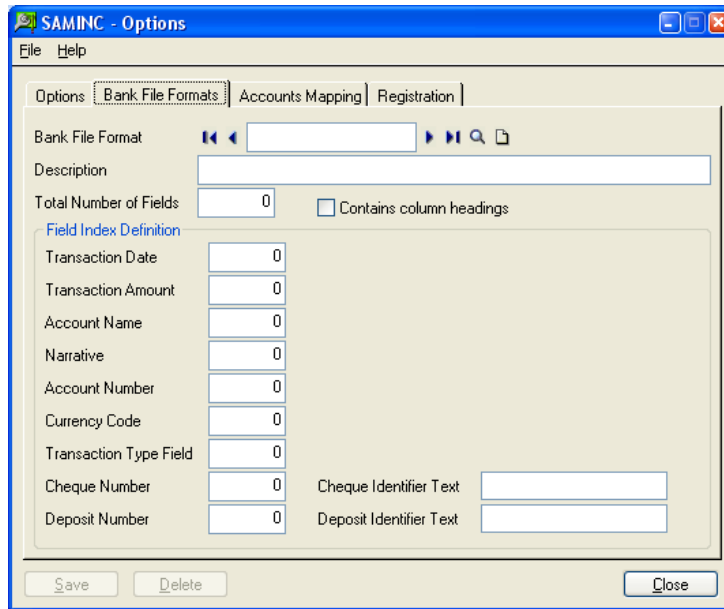 SAMINC - Options
File Help
Options Bank File Formats Accounts Mapping Registration
Bank File Format
Description
Total Number of Fields 0 Contains column headings
Field Index Definition
Transaction Date 0
Transaction Amount 0
Account Name 0
Narrative 0
Account Number 0
Currency Code 0
Transaction Type Field 0
Cheque Number 0 Cheque Identifier Text
Deposit Number 0 Deposit Identifier Text
Save Delete Close